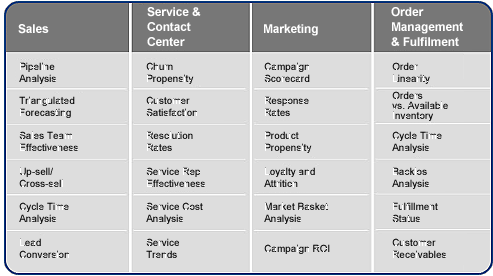 Sales
Service &
Contact
Center
Marketing
Order
Management
& Fulfilment
Pipeline
Analysis
Churn
Propensity
Campaign
Scorecard
Order
Linearity
Triangulated
Forecasting
Customer
Satisfaction
Response
Rates
Orders
vs. Available
Inventory
Sales Team
Effectiveness
Resolution
Rates
Product
Propensity
Cycle Time
Analysis
Up-sell/
Cross-sell
Service Rep
Effectiveness
Loyalty and
Attrition
Backlog
Analysis
Cycle Time
Analysis
Service Cost
Analysis
Market Basket
Analysis
Fulfillment
Status
Lead
Conversion
Service
Trends
Campaign ROI
Customer
Receivables